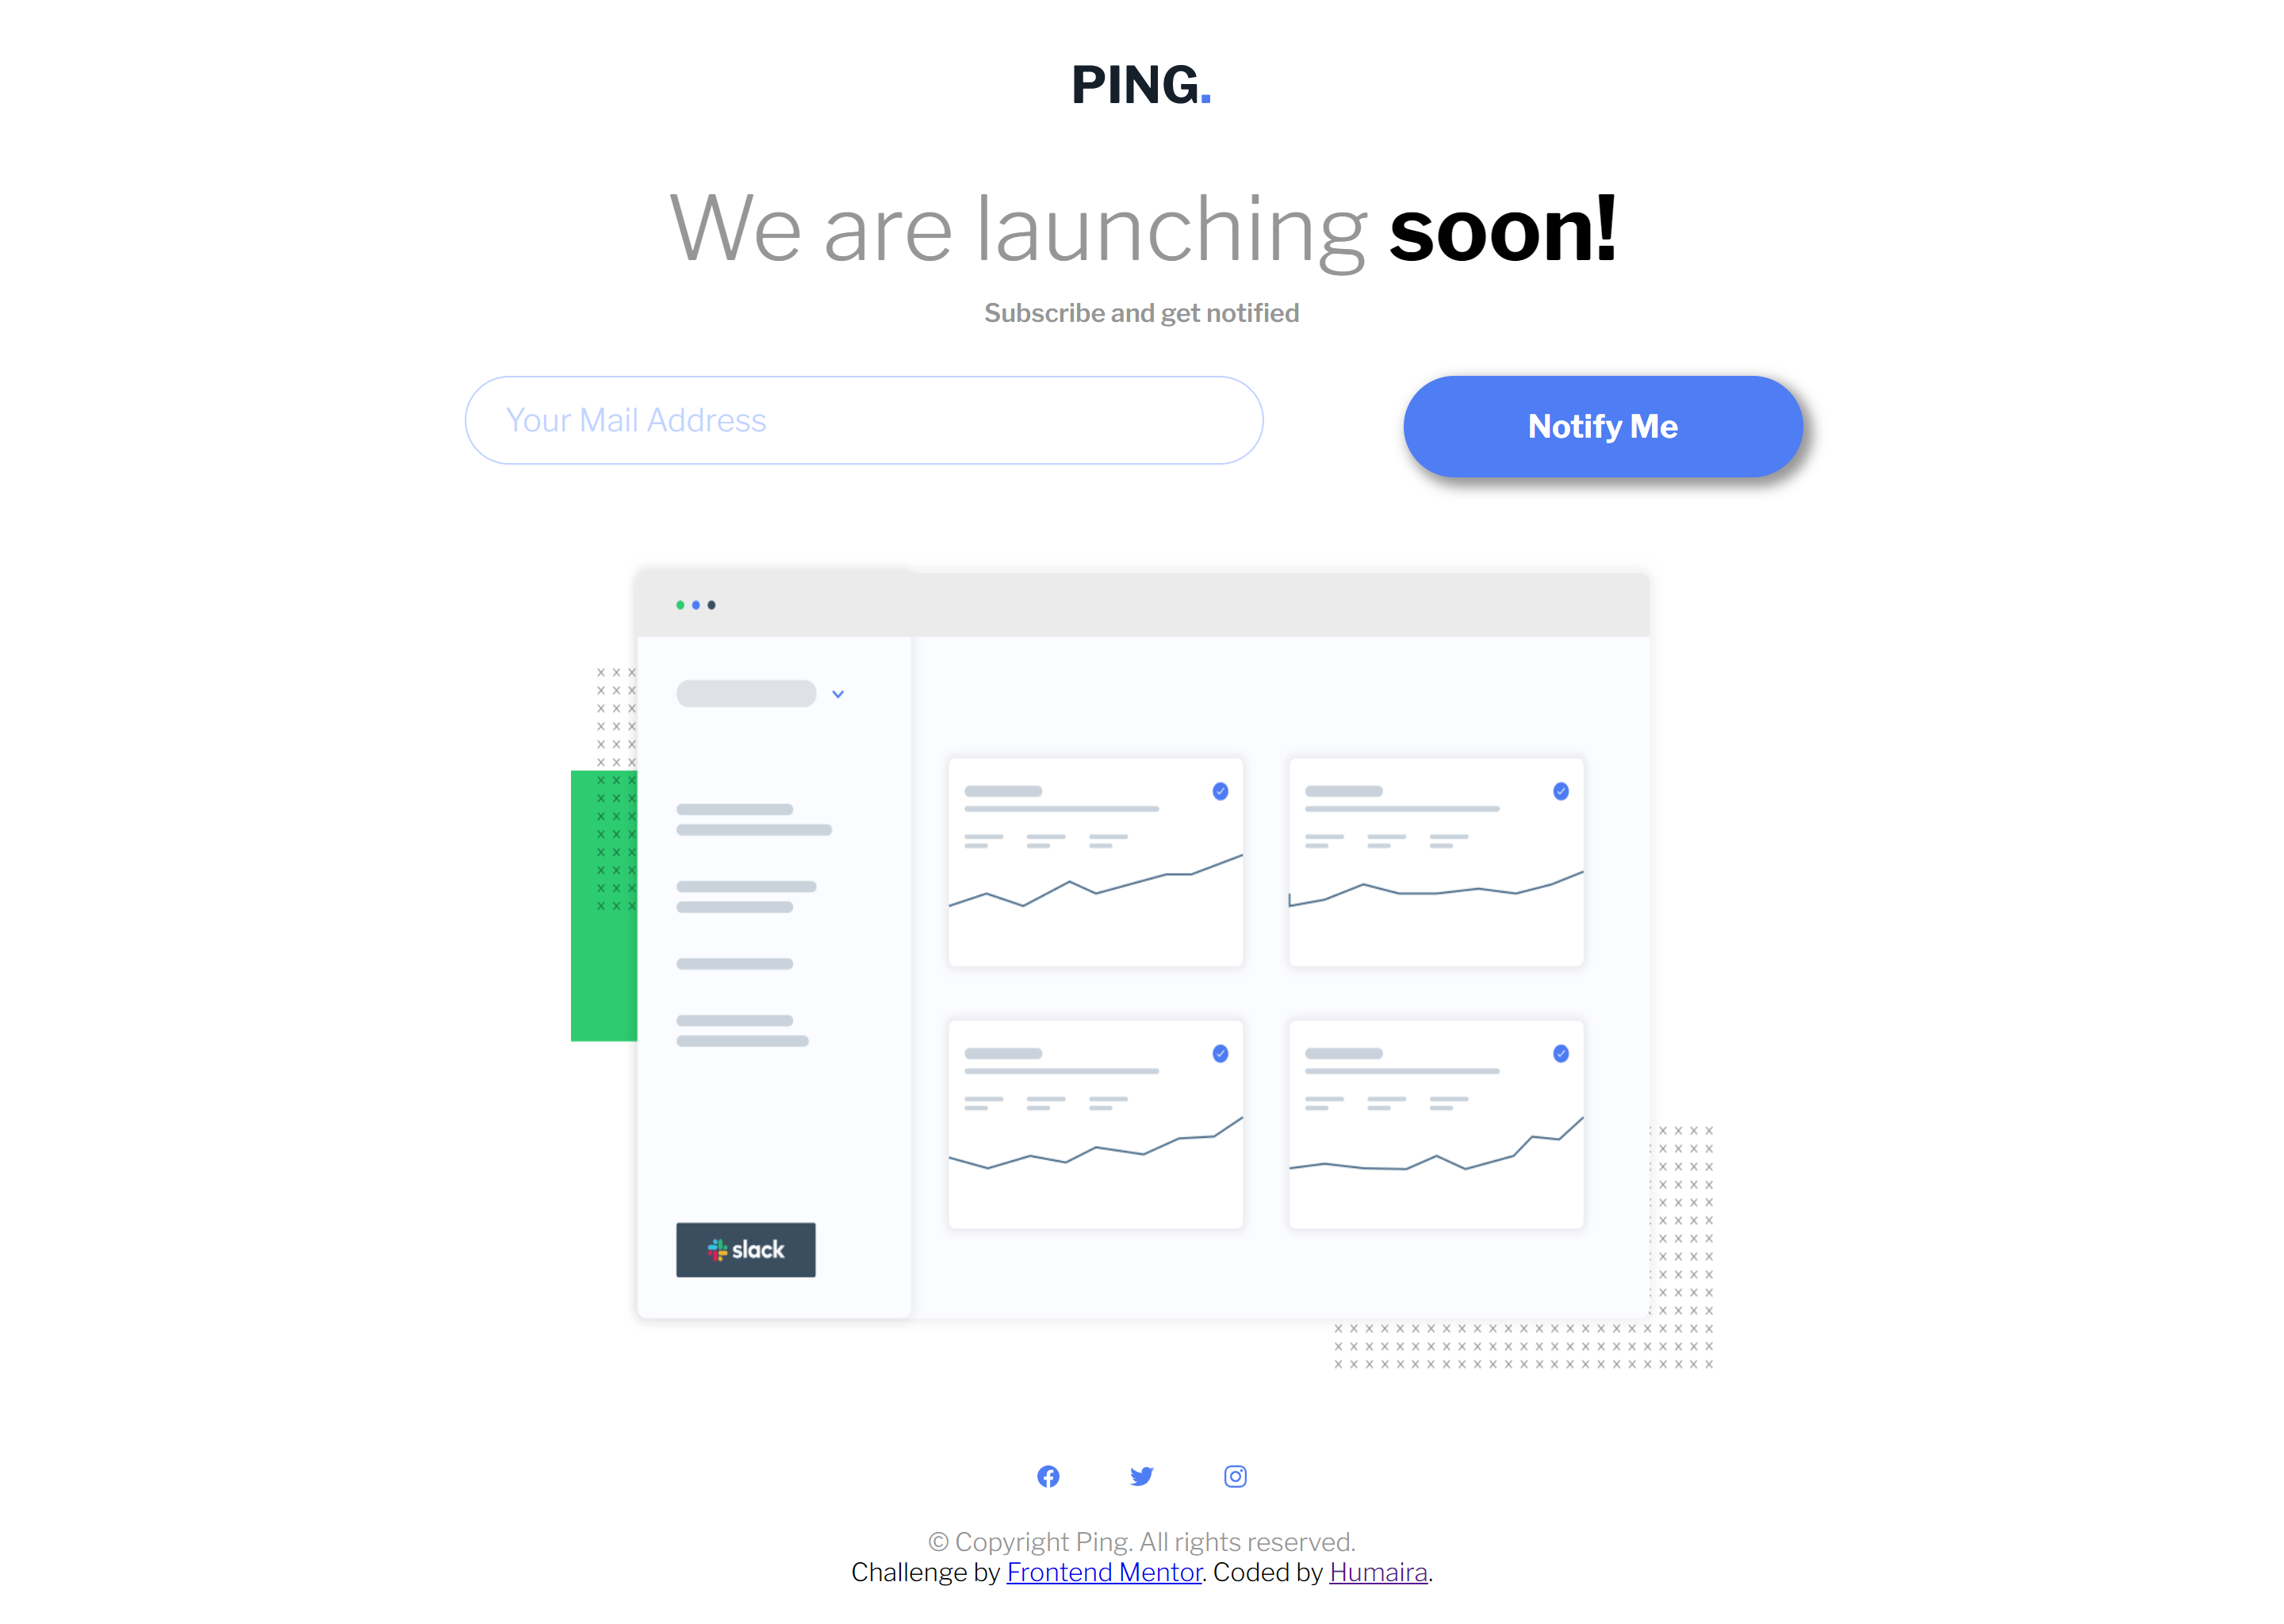 PING.
We are launching soon!
Subscribe and get notified
Your Mail Address
Notify Me
slack
© Copyright Ping. All rights reserved.
Challenge by Frontend Mentor. Coded by Humaira.